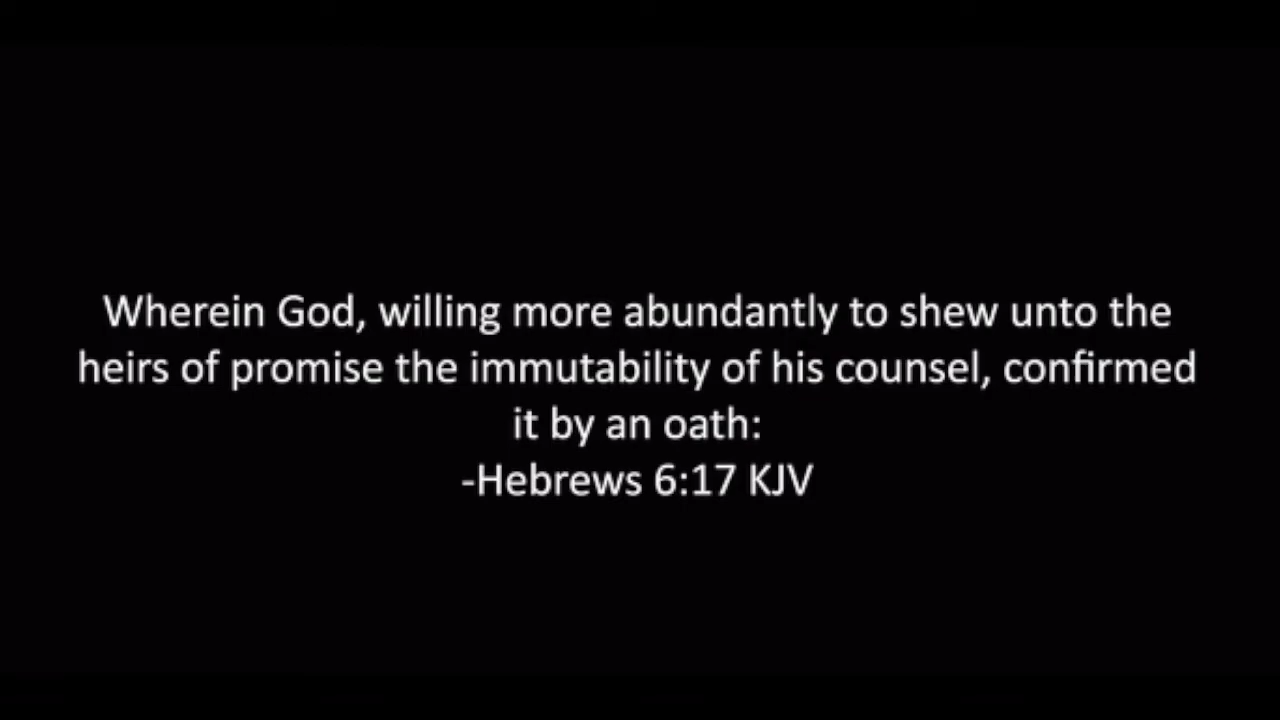 Wherein God, willing more abundantly to shew unto the
heirs of promise the immutability of his counsel, confirmed
it by an oath:
-Hebrews 6:17 KJV